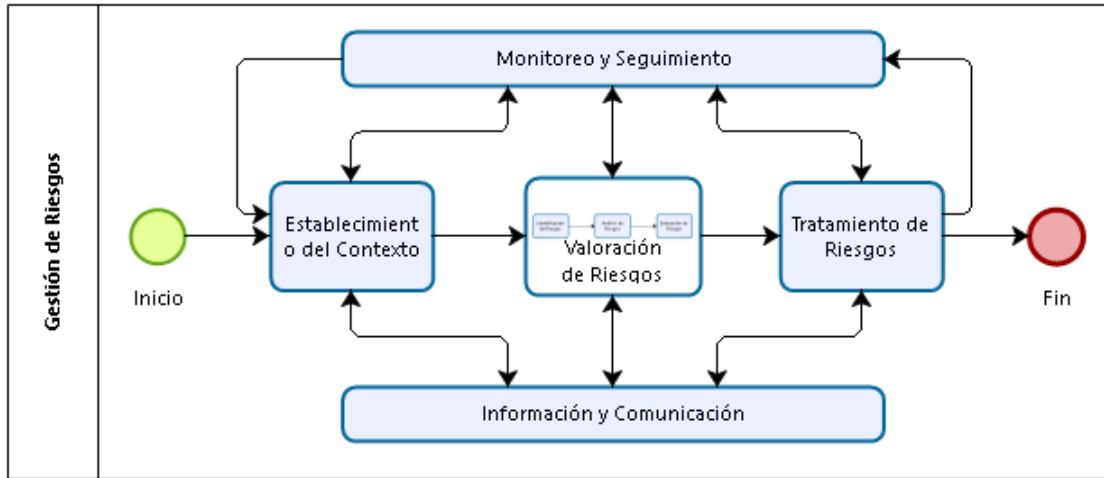 Gestión de Riesgos
Monitoreo y Seguimiento
Inicio
Establecimient
o del Contexto
Valoración
de Riesgos
Tratamiento de
Riesgos
Fin
Información y Comunicación